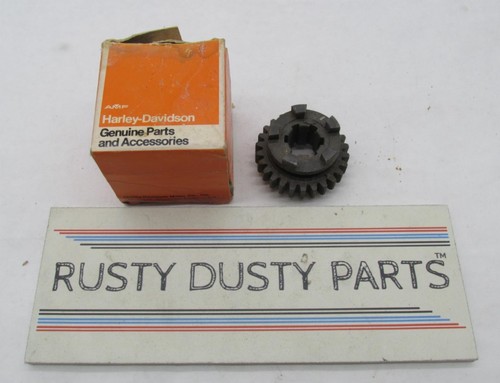 AMF
Harley-Davidson
Genuine Parts
and Accessories
RUSTY DUSTY PARTS™